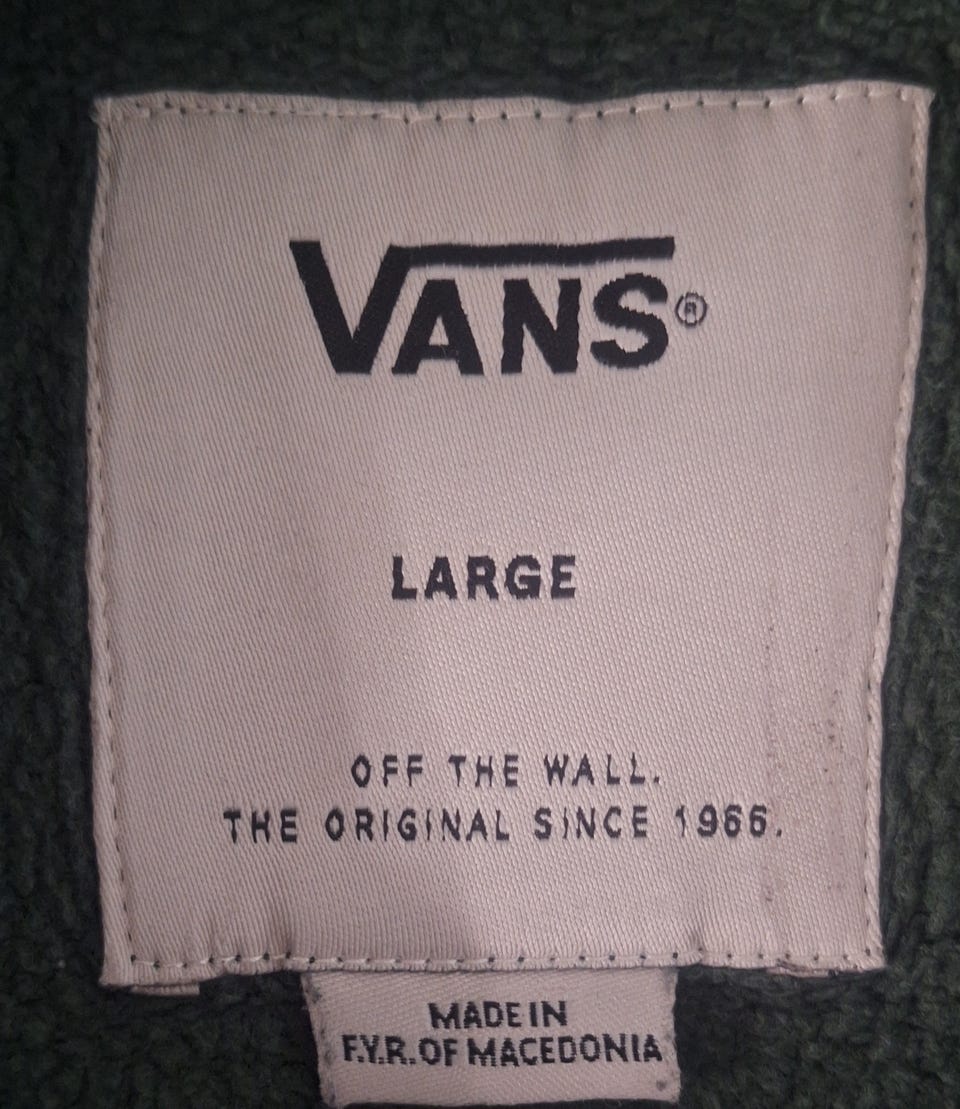 VANS®
LARGE
OFF THE WALL.
THE ORIGINAL SINCE 1966.
MADE IN
F.Y.R. OF MACEDONIA